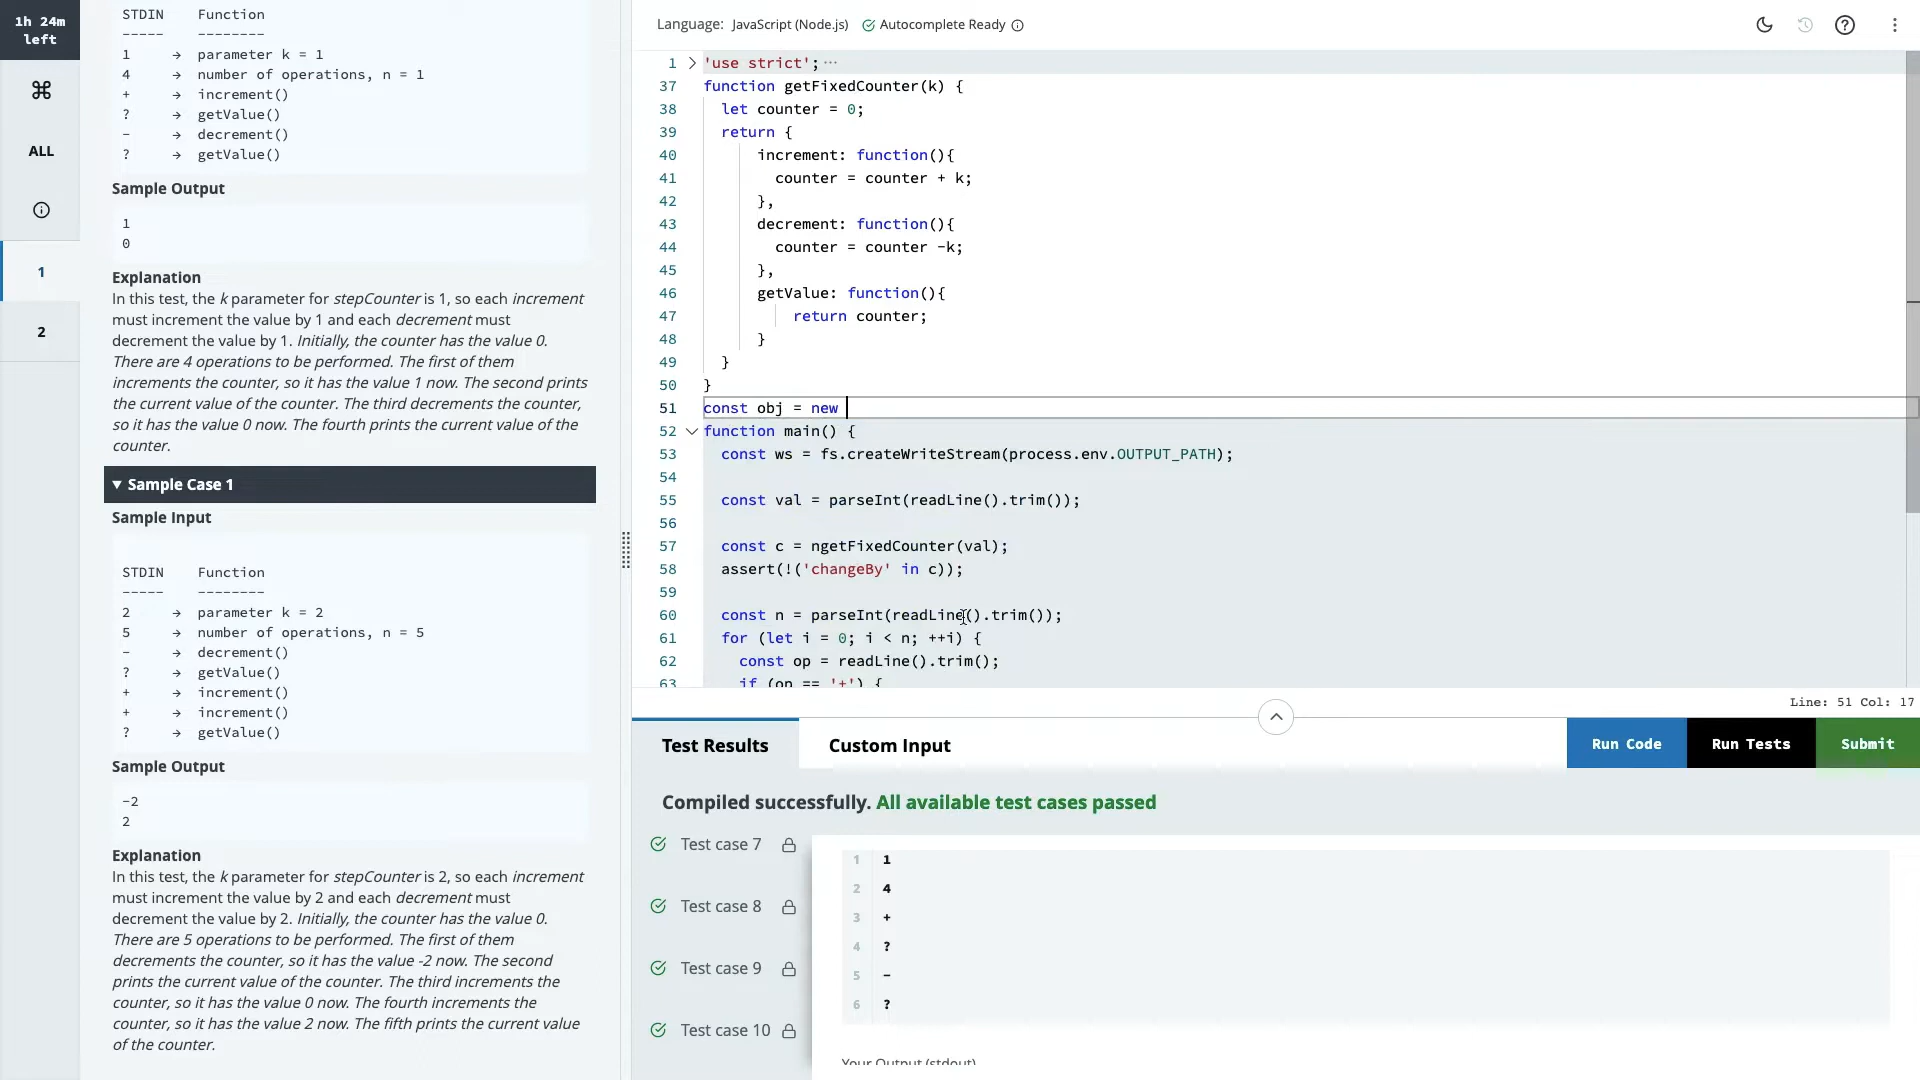 1h 24m
left
ALL
1
2
STDIN Function
----- --------
1 → parameter k = 1
4 → number of operations, n = 1
+ → increment()
? → getValue()
- → decrement()
? → getValue()
Sample Output
1
0
Explanation
In this test, the k parameter for stepCounter is 1, so each increment
must increment the value by 1 and each decrement must
decrement the value by 1. Initially, the counter has the value 0.
There are 4 operations to be performed. The first of them
increments the counter, so it has the value 1 now. The second prints
the current value of the counter. The third decrements the counter,
so it has the value 0 now. The fourth prints the current value of the
counter.
▼ Sample Case 1
Sample Input
STDIN Function
----- --------
2 → parameter k = 2
5 → number of operations, n = 5
- → decrement()
? → getValue()
+ → increment()
+ → increment()
? → getValue()
Sample Output
-2
2
Explanation
In this test, the k parameter for stepCounter is 2, so each increment
must increment the value by 2 and each decrement must
decrement the value by 2. Initially, the counter has the value 0.
There are 5 operations to be performed. The first of them
decrements the counter, so it has the value -2 now. The second
prints the current value of the counter. The third increments the
counter, so it has the value 0 now. The fourth increments the
counter, so it has the value 2 now. The fifth prints the current value
of the counter.
Language: JavaScript (Node.js) Autocomplete Ready
1 'use strict';
37 function getFixedCounter(k) {
38 let counter = 0;
39 return {
40 increment: function(){
41 counter = counter + k;
42 },
43 decrement: function(){
44 counter = counter -k;
45 },
46 getValue: function(){
47 return counter;
48 }
49 }
50 }
51 const obj = new
52 function main() {
53 const ws = fs.createWriteStream(process.env.OUTPUT_PATH);
54
55 const val = parseInt(readLine().trim());
56
57 const c = ngetFixedCounter(val);
58 assert(!('changeBy' in c));
59
60 const n = parseInt(readLine().trim());
61 for (let i = 0; i < n; ++i) {
62 const op = readLine().trim();
63 if (op == '+') {
Line: 51 Col: 17
Test Results Custom Input Run Code Run Tests Submit
Compiled successfully. All available test cases passed
Test case 7
Test case 8
Test case 9
Test case 10
1 1
2 4
3 +
4 ?
5 -
6 ?
Your Output (stdout)